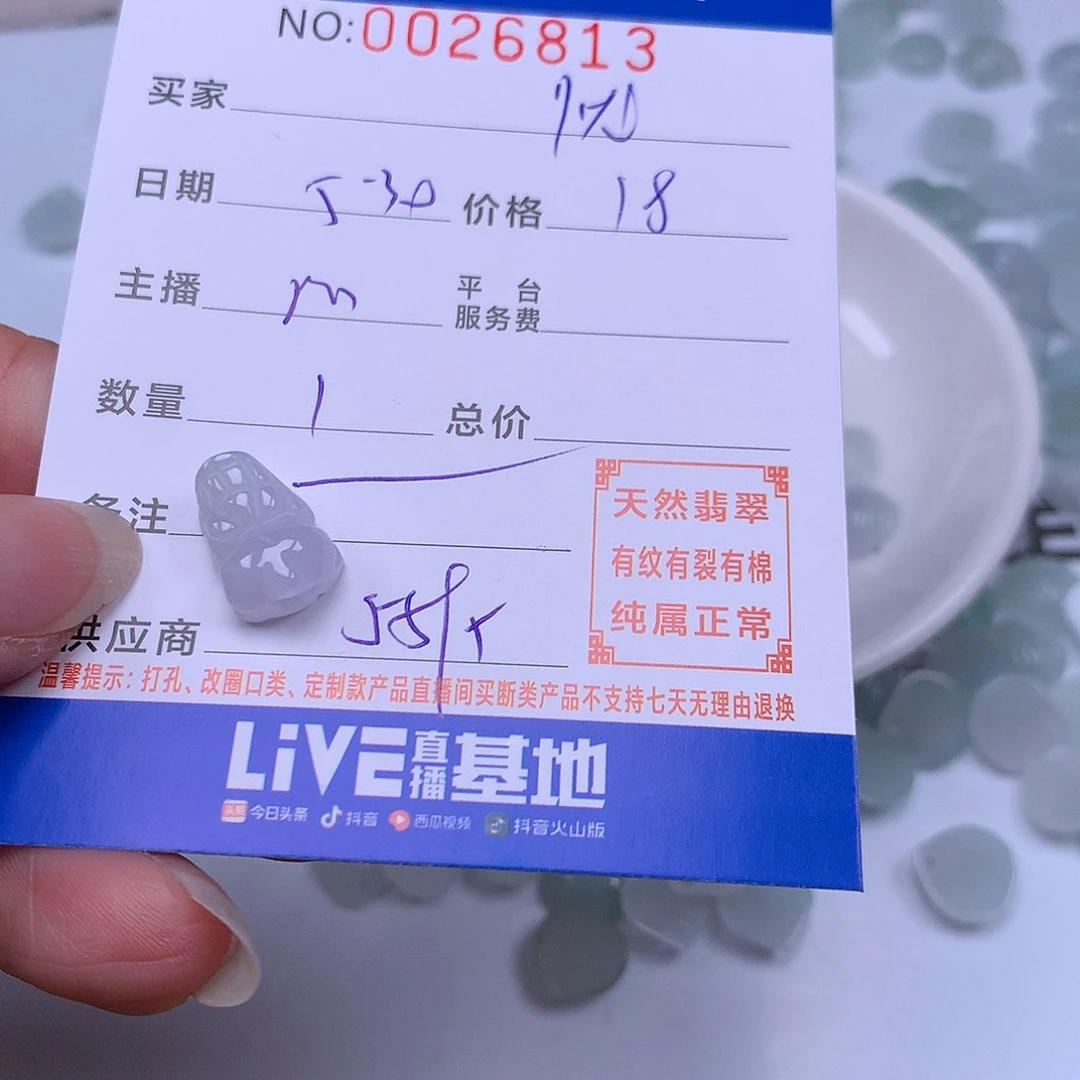 NO:0026813
买家
日期 5-30 价格 18
主播 m 平台服务费
数量 1 总价
备注
供应商
天然翡翠
有纹有裂有棉
纯属正常
温馨提示：打孔、改圈口类、定制款产品直播间买断类产品不支持七天无理由退换
LiVE直播基地
头条 今日头条 抖音 西瓜视频 抖音火山版